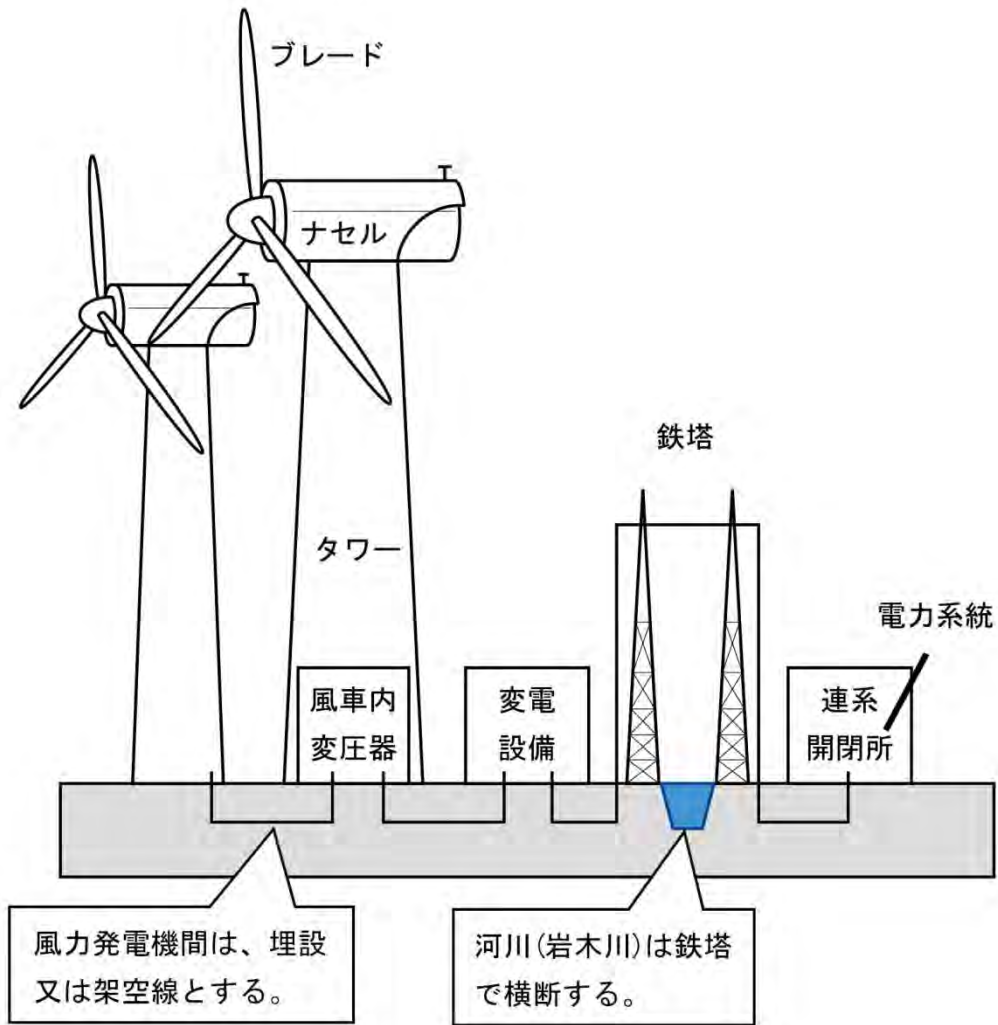 ブレード
ナセル
鉄塔
タワー
電力系統
風車内
変圧器
変電
設備
連系
開閉所
風力発電機間は、埋設
又は架空線とする。
河川(岩木川)は鉄塔
で横断する。